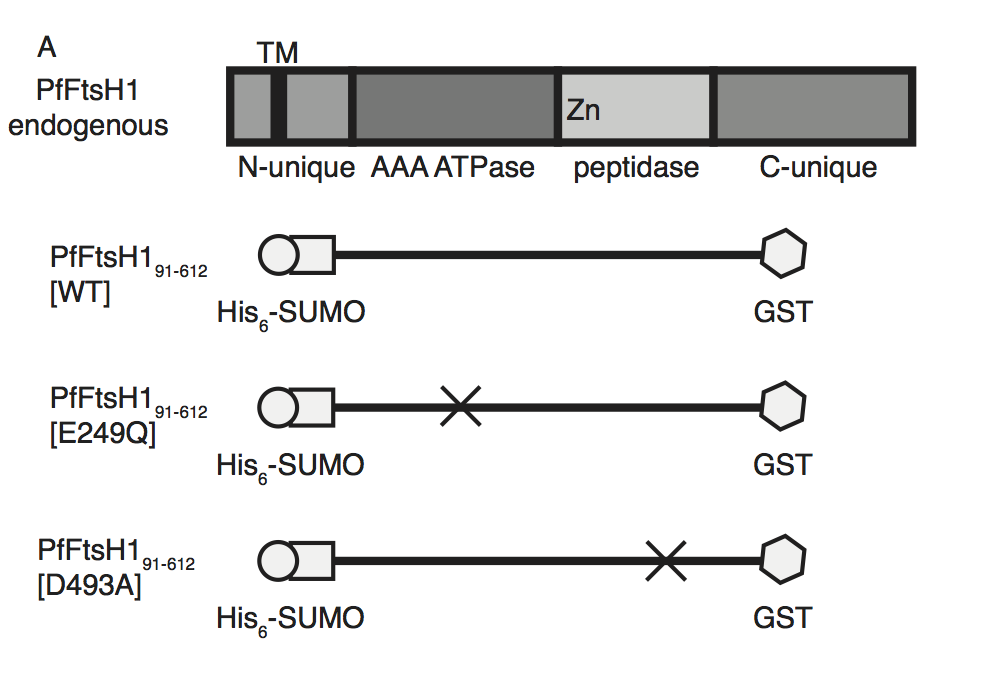 A
TM
PfFtsH1
endogenous
Zn
N-unique AAA ATPase peptidase C-unique
PfFtsH191-612
[WT]
His6-SUMO GST
PfFtsH191-612
[E249Q]
His6-SUMO GST
PfFtsH191-612
[D493A]
His6-SUMO GST